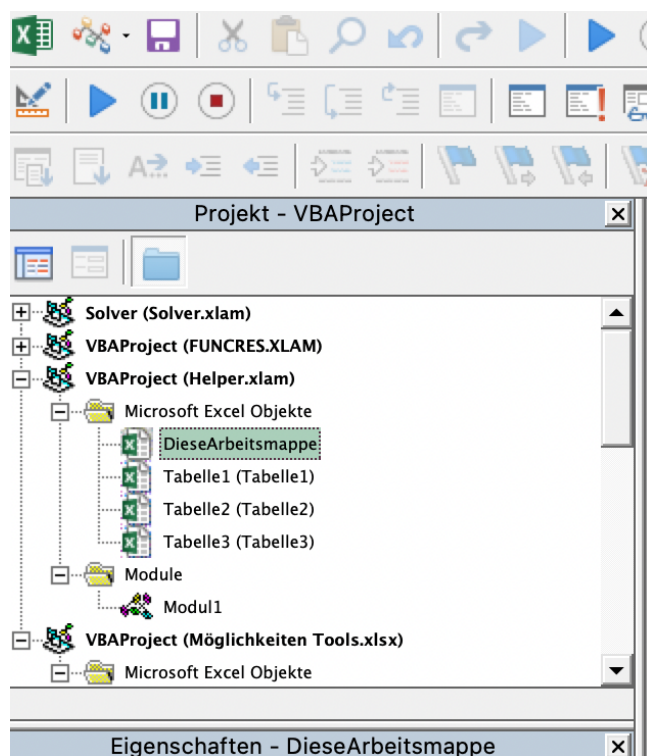 Projekt - VBAProject
Solver (Solver.xlam)
VBAProject (FUNCRES.XLAM)
VBAProject (Helper.xlam)
Microsoft Excel Objekte
DieseArbeitsmappe
Tabelle1 (Tabelle1)
Tabelle2 (Tabelle2)
Tabelle3 (Tabelle3)
Module
Modul1
VBAProject (Möglichkeiten Tools.xlsx)
Microsoft Excel Objekte
Eigenschaften - DieseArbeitsmappe